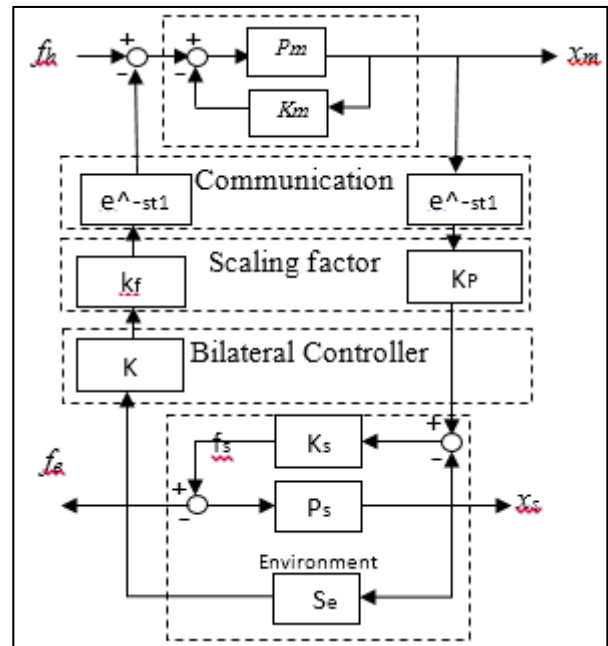 fh
+
−
+
−
Pm
xm
Km
Communication
e^-st1
e^-st1
Scaling factor
kf
KP
Bilateral Controller
K
+
−
fs
Ks
fe
+
−
Ps
xs
Environment
Se